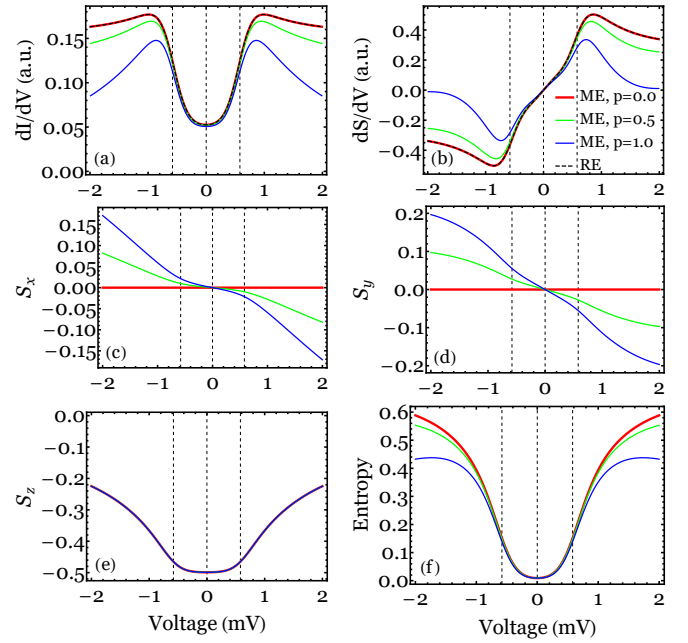 dI/dV (a.u.)
0.15
0.10
0.05
0.00
(a)
−2 −1 0 1 2
dS/dV (a.u.)
0.4
0.2
0.0
−0.2
−0.4
(b)
ME, p=0.0
ME, p=0.5
ME, p=1.0
RE
−2 −1 0 1 2
S_x
0.15
0.10
0.05
0.00
−0.05
−0.10
−0.15
(c)
−2 −1 0 1 2
S_y
0.2
0.1
0.0
−0.1
−0.2
(d)
−2 −1 0 1 2
S_z
0.0
−0.1
−0.2
−0.3
−0.4
−0.5
(e)
−2 −1 0 1 2
Voltage (mV)
Entropy
0.6
0.5
0.4
0.3
0.2
0.1
0.0
(f)
−2 −1 0 1 2
Voltage (mV)